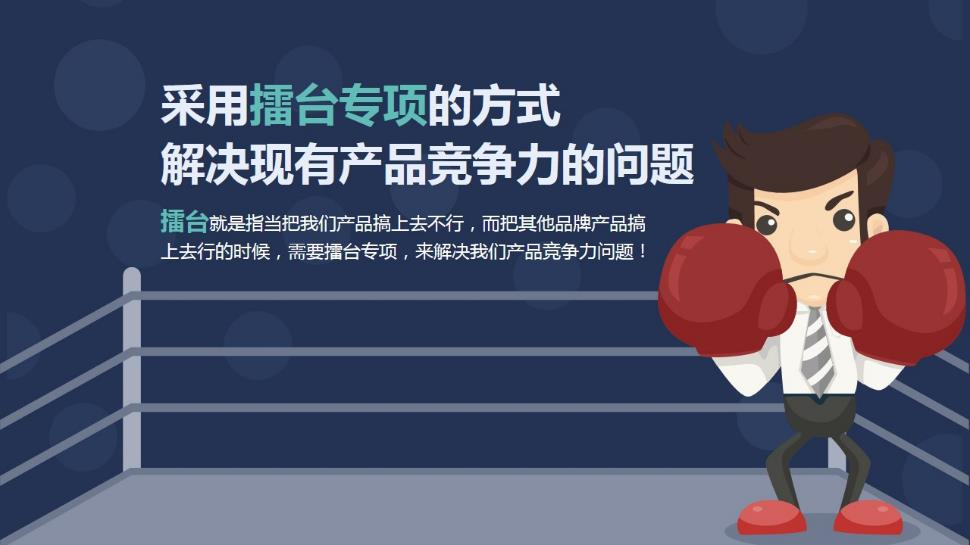 采用擂台专项的方式
解决现有产品竞争力的问题
擂台就是指当把我们产品搞上去不行，而把其他品牌产品搞
上去行的时候，需要擂台专项，来解决我们产品竞争力问题！